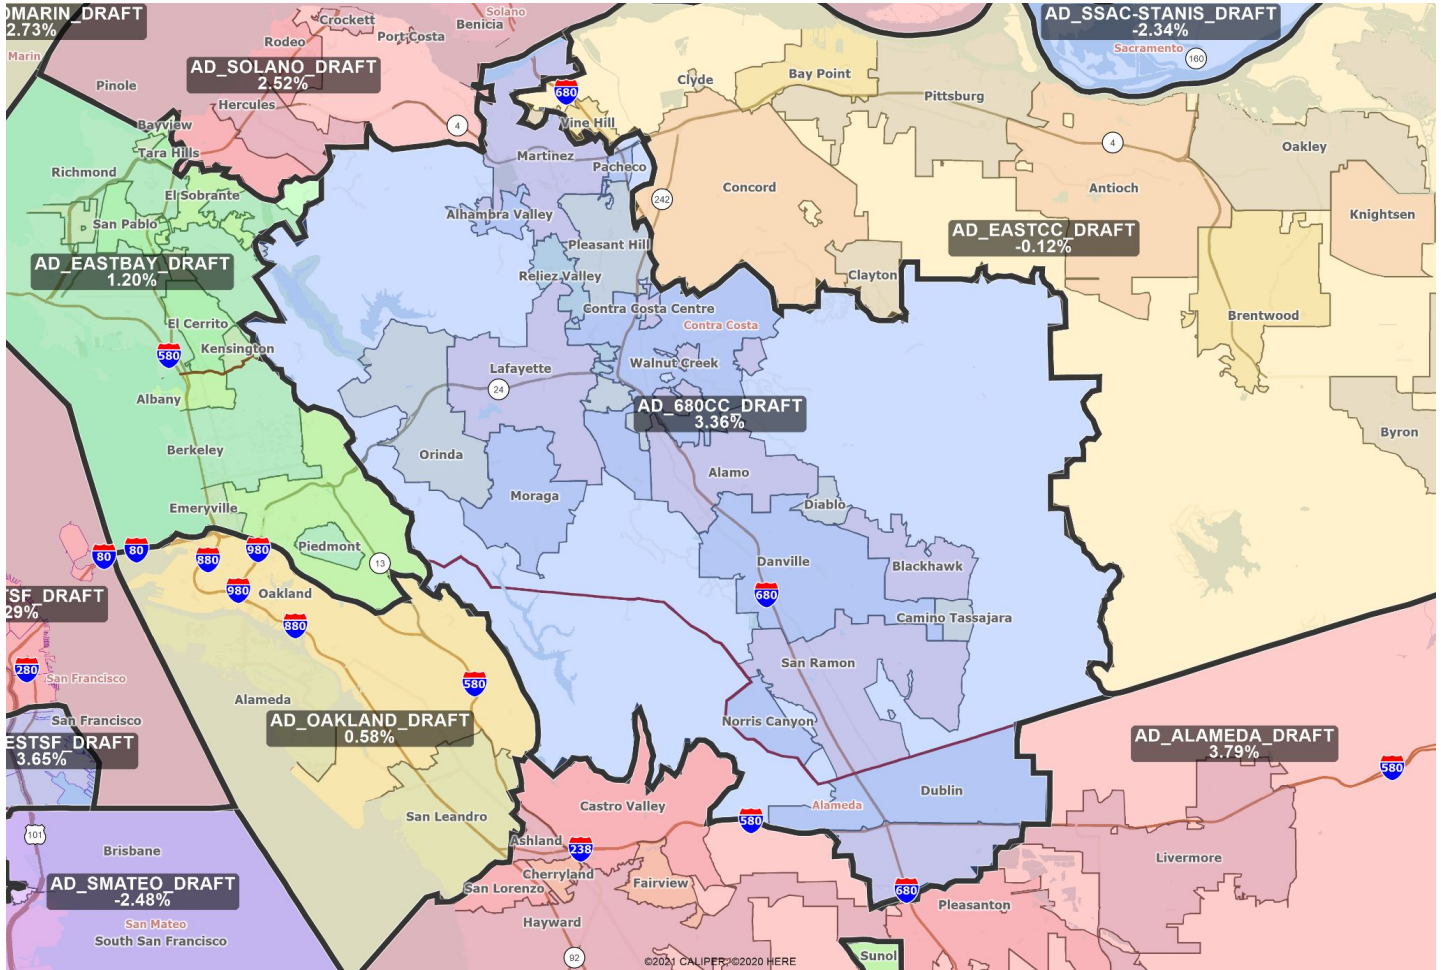 OMARIN_DRAFT
2.73%
Marin
Crockett
Solano
Benicia
Port Costa
Rodeo
AD_SOLANO_DRAFT
2.52%
Pinole
Hercules
4
AD_SSAC-STANIS_DRAFT
-2.34%
Sacramento
160
680
Clyde
Bay Point
Pittsburg
Vine Hill
Bayview
Tara Hills
Richmond
El Sobrante
San Pablo
Martinez
Pacheco
242
Concord
4
Antioch
Oakley
Knightsen
Alhambra Valley
Pleasant Hill
Reliez Valley
AD_EASTCC_DRAFT
-0.12%
Clayton
AD_EASTBAY_DRAFT
1.20%
El Cerrito
Kensington
580
Albany
Contra Costa Centre
Contra Costa
Brentwood
Lafayette
Walnut Creek
24
AD_680CC_DRAFT
3.36%
Byron
Berkeley
Orinda
Moraga
Alamo
Diablo
Emeryville
Piedmont
80
80
880
980
13
Danville
Blackhawk
980
Oakland
880
680
Camino Tassajara
TSF_DRAFT
29%
280
San Francisco
580
San Ramon
Alameda
San Francisco
AD_OAKLAND_DRAFT
0.58%
Norris Canyon
ESTSF_DRAFT
3.65%
AD_ALAMEDA_DRAFT
3.79%
580
Dublin
Alameda
Castro Valley
580
San Leandro
101
Brisbane
Ashland
238
Cherryland
San Lorenzo
Fairview
Livermore
680
Pleasanton
AD_SMATEO_DRAFT
-2.48%
San Mateo
South San Francisco
Hayward
92
Sunol
©2021 CALIPER; ©2020 HERE